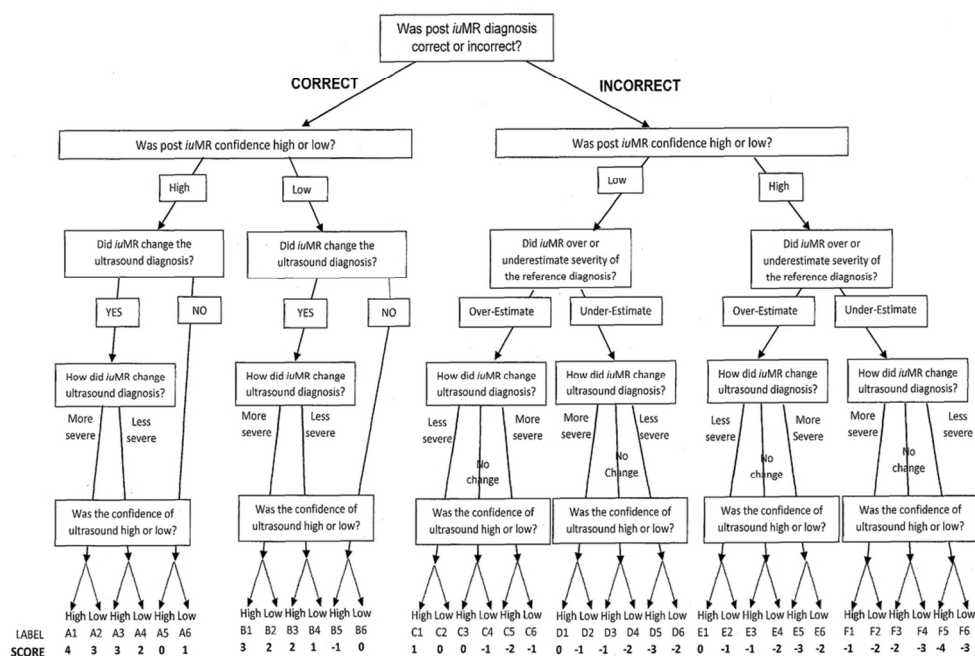 Was post iuMR diagnosis
correct or incorrect?
CORRECT
INCORRECT
Was post iuMR confidence high or low?
Was post iuMR confidence high or low?
High
Low
Low
High
Did iuMR change the
ultrasound diagnosis?
Did iuMR change the
ultrasound diagnosis?
Did iuMR over or
underestimate severity of
the reference diagnosis?
Did iuMR over or
underestimate severity of
the reference diagnosis?
YES
NO
YES
NO
Over-Estimate
Under-Estimate
Over-Estimate
Under-Estimate
How did iuMR change
ultrasound diagnosis?
How did iuMR change
ultrasound diagnosis?
How did iuMR change
ultrasound diagnosis?
How did iuMR change
ultrasound diagnosis?
How did iuMR change
ultrasound diagnosis?
How did iuMR change
ultrasound diagnosis?
More
severe
Less
severe
More
severe
Less
severe
Less
severe
No
change
More
severe
More
severe
No
Change
Less
severe
Less
severe
No
change
More
Severe
More
severe
No
change
Less
severe
Was the confidence of
ultrasound high or low?
Was the confidence of
ultrasound high or low?
Was the confidence of
ultrasound high or low?
Was the confidence of
ultrasound high or low?
Was the confidence of
ultrasound high or low?
Was the confidence of
ultrasound high or low?
High Low High Low High Low High Low High Low High Low High Low High Low High Low High Low High Low High Low High Low High Low High Low High Low High Low High Low
LABEL A1 A2 A3 A4 A5 A6 B1 B2 B3 B4 B5 B6 C1 C2 C3 C4 C5 C6 D1 D2 D3 D4 D5 D6 E1 E2 E3 E4 E5 E6 F1 F2 F3 F4 F5 F6
SCORE 4 3 3 2 0 1 3 2 2 1 -1 0 1 0 0 -1 -2 -1 0 -1 -1 -2 -3 -2 0 -1 -1 -2 -3 -2 -1 -2 -2 -3 -4 -3